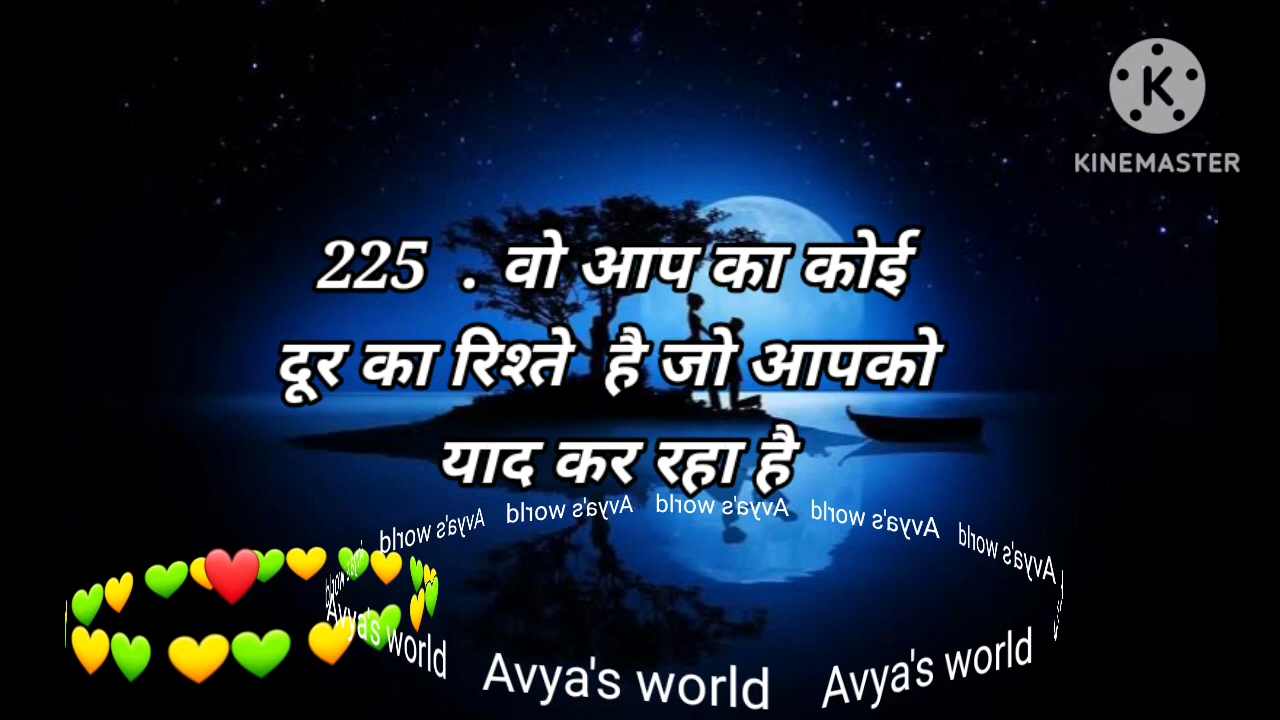 KINEMASTER
225 . वो आप का कोई
दूर का रिश्ते है जो आपको
याद कर रहा है
Avya's world Avya's world Avya's world Avya's world Avya's world
Avya's world Avya's world Avya's world